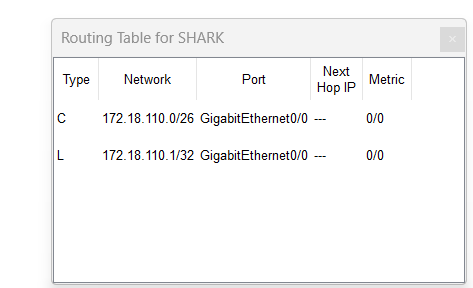 Routing Table for SHARK
Type Network Port Next Hop IP Metric
C 172.18.110.0/26 GigabitEthernet0/0 --- 0/0
L 172.18.110.1/32 GigabitEthernet0/0 --- 0/0